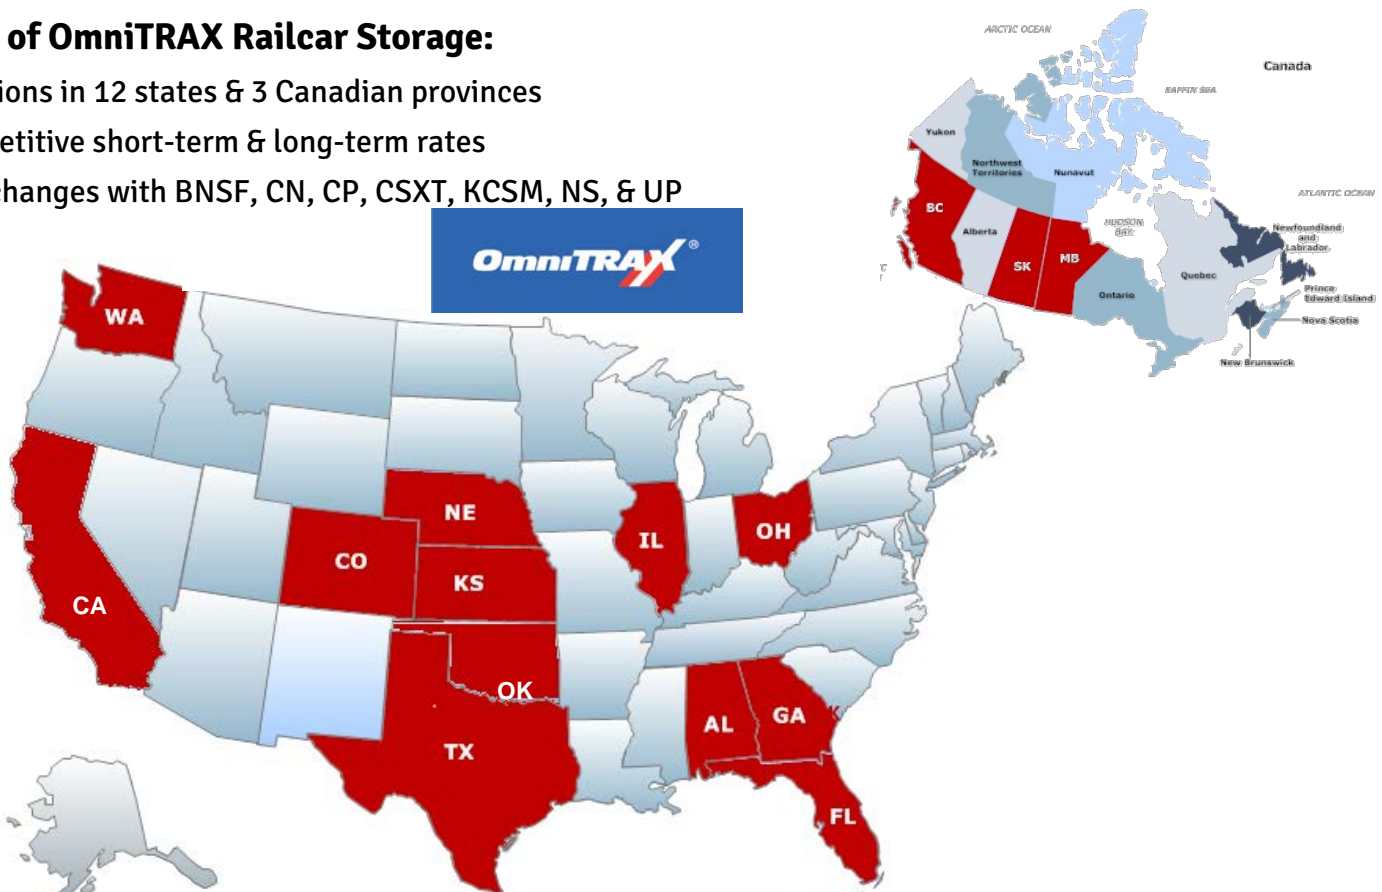 of OmniTRAX Railcar Storage:
ions in 12 states & 3 Canadian provinces
etitive short-term & long-term rates
changes with BNSF, CN, CP, CSXT, KCSM, NS, & UP
OmniTRAX®
ARCTIC OCEAN
Canada
BAFFIN SEA
Yukon
Northwest
Territories
Nunavut
ATLANTIC OCEAN
BC
Alberta
HUDSON
BAY
Newfoundland
and
Labrador
SK
MB
Quebec
Ontario
Prince
Edward Island
Nova Scotia
New Brunswick
WA
NE
IL
OH
CO
KS
CA
OK
AL
GA
TX
FL